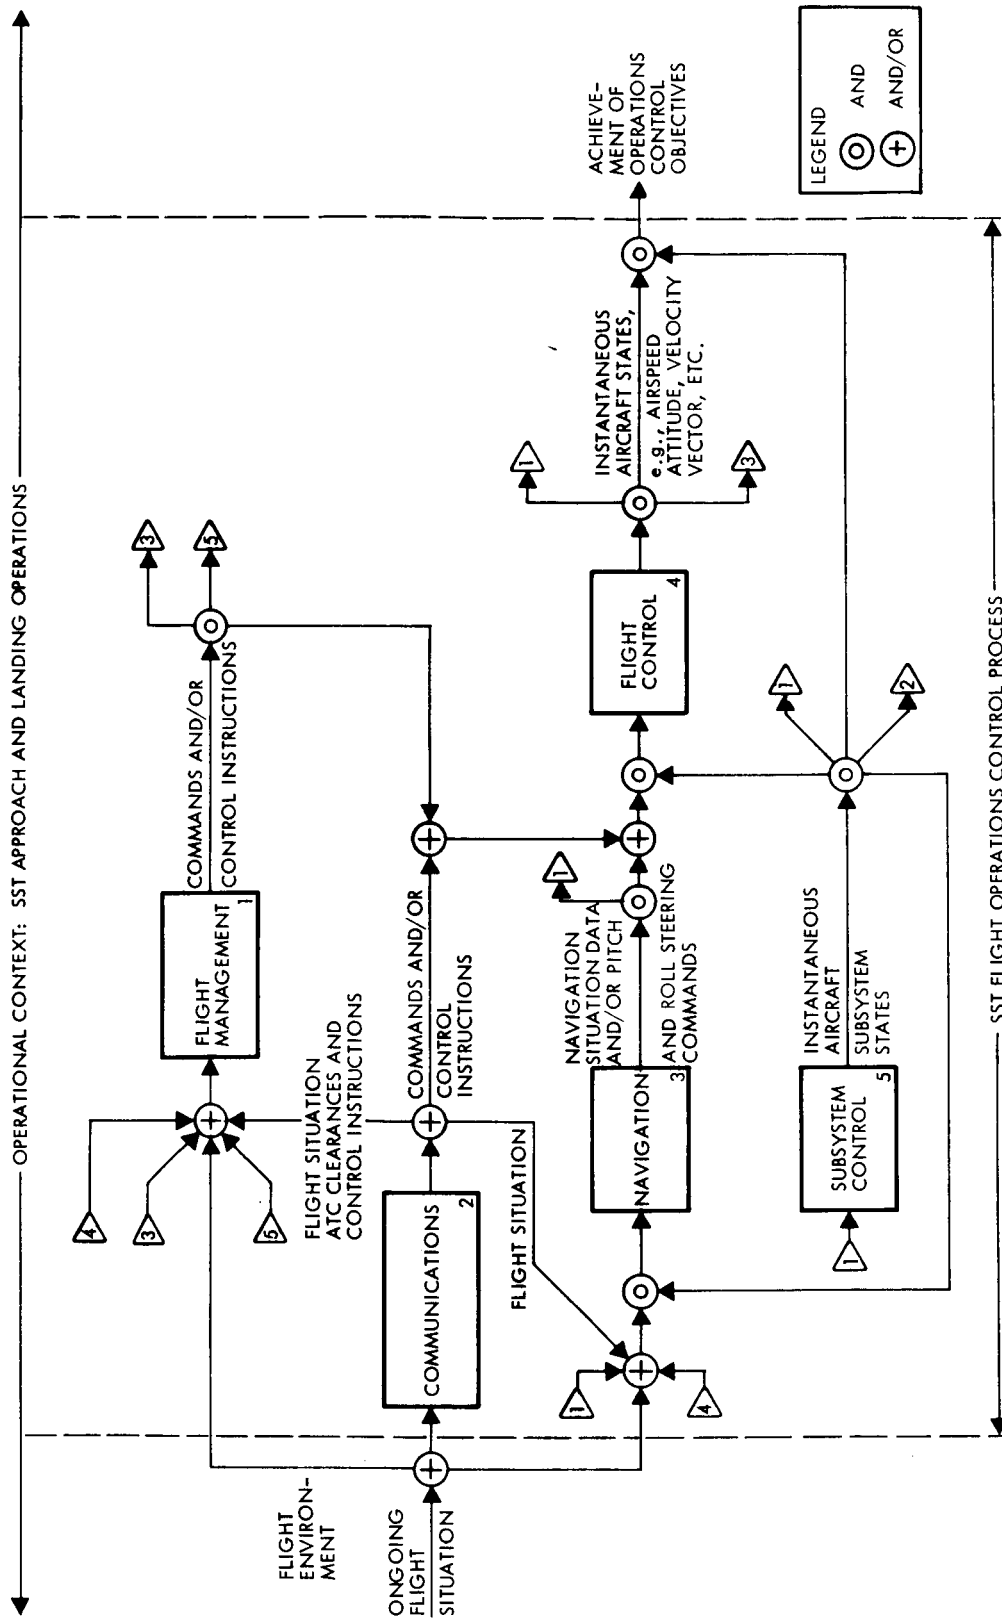 OPERATIONAL CONTEXT: SST APPROACH AND LANDING OPERATIONS
FLIGHT
ENVIRON-
MENT
ONGOING
FLIGHT
SITUATION
4
3
5
FLIGHT
MANAGEMENT
1
COMMANDS AND/OR
CONTROL INSTRUCTIONS
3
5
FLIGHT SITUATION
ATC CLEARANCES AND
CONTROL INSTRUCTIONS
COMMUNICATIONS
2
COMMANDS AND/OR
CONTROL
INSTRUCTIONS
FLIGHT SITUATION
1
4
NAVIGATION
3
NAVIGATION
SITUATION DATA
AND/OR PITCH
AND ROLL STEERING
COMMANDS
1
FLIGHT
CONTROL
4
1
3
INSTANTANEOUS
AIRCRAFT STATES,
e.g., AIRSPEED
ATTITUDE, VELOCITY
VECTOR, ETC.
ACHIEVE-
MENT OF
OPERATIONS
CONTROL
OBJECTIVES
1
SUBSYSTEM
CONTROL
5
INSTANTANEOUS
AIRCRAFT
SUBSYSTEM
STATES
1
2
LEGEND
AND
AND/OR
SST FLIGHT OPERATIONS CONTROL PROCESS